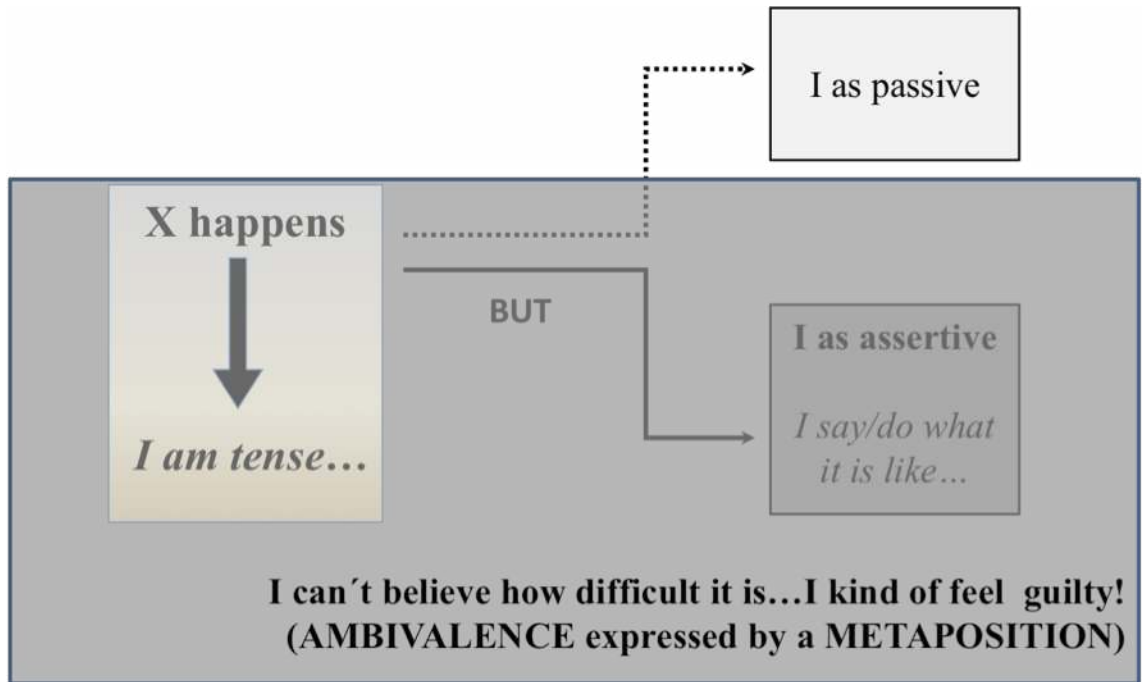 I as passive
X happens
BUT
I am tense…
I as assertive
I say/do what
it is like…
I can´t believe how difficult it is…I kind of feel  guilty!
(AMBIVALENCE expressed by a METAPOSITION)